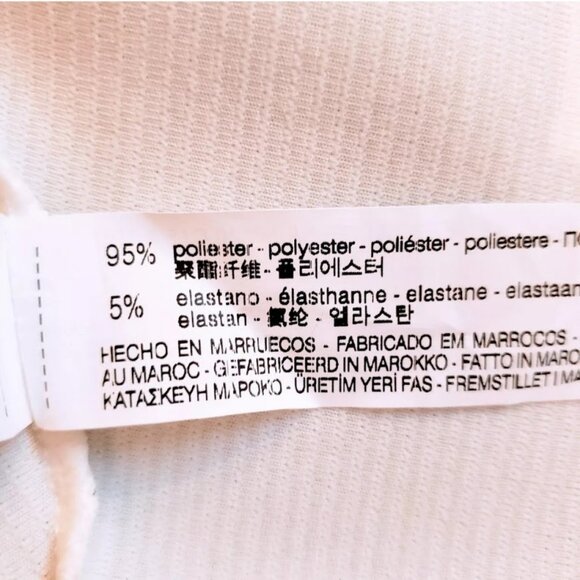 95% poliester - polyester - poliéster - poliestere - ПО
聚酯纤维 - 폴리에스터
5% elastano - élasthanne - elastane - elastaan
elastan - 氨纶 - 엘라스탄
HECHO EN MARRUECOS - FABRICADO EM MARROCOS -
AU MAROC - GEFABRICEERD IN MAROKKO - FATTO IN MARO
ΚΑΤΑΣΚΕΥΗ ΜΑΡΟΚΟ - ÜRETİM YERİ FAS - FREMSTILLET I MA